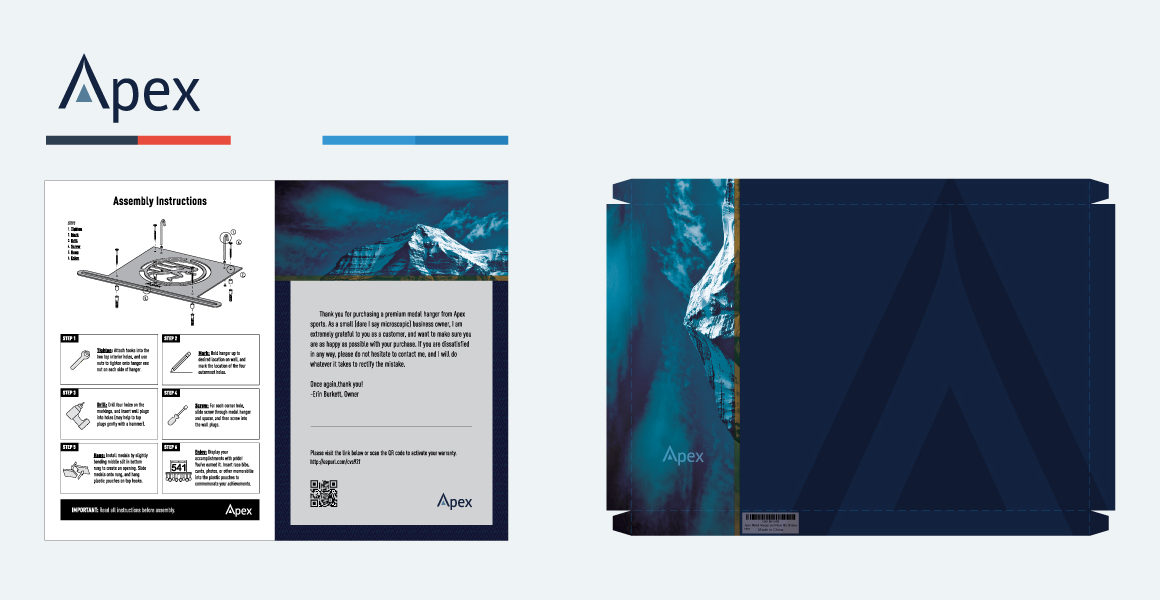 Apex
Assembly Instructions
STEP
1. Tighten
2. Mark
3. Drill
4. Screw
5. Hang
6. Enjoy
STEP 1
Tighten: Attach hooks into the
two top interior holes, and use
nuts to tighten onto hanger one
nut on each side of hanger
STEP 2
Mark: Hold hanger up to
desired location on wall, and
mark the location of the four
outermost holes.
STEP 3
Drill: Drill four holes on the
markings, and insert wall plugs
into holes (may help to tap
plugs gently with a hammer).
STEP 4
Screw: For each corner hole,
slide screw through medal hanger
and spacer, and then screw into
the wall plugs.
STEP 5
Hang: Install medals by slightly
bending middle slit in bottom
rung to create an opening. Slide
medals onto rung, and hang
plastic pouches on top hooks.
STEP 6
541
Enjoy: Display your
accomplishments with pride!
You've earned it. Insert race bibs,
cards, photos, or other memorabilia
into the plastic pouches to
commemorate your achievements.
IMPORTANT: Read all instructions before assembly.
Apex
Thank you for purchasing a premium medal hanger from Apex
sports. As a small (dare I say microscopic) business owner, I am
extremely grateful to you as a customer, and want to make sure you
are as happy as possible with your purchase. If you are dissatisfied
in any way, please do not hesitate to contact me, and I will do
whatever it takes to rectify the mistake.
Once again,thank you!
-Erin Burkett, Owner
Please visit the link below or scan the QR code to activate your warranty.
Apex
Apex
Made in China